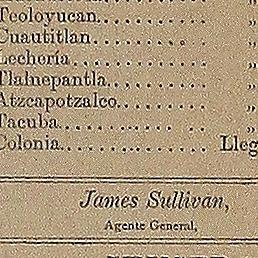 Teoloyucan...........
Cuautitlan............ „
Lechería............... „
Tlalnepantla.......... „
Atzcapotzalco........ „
Tacuba................ „
Colonia............... Lleg
James Sullivan,
Agente General,